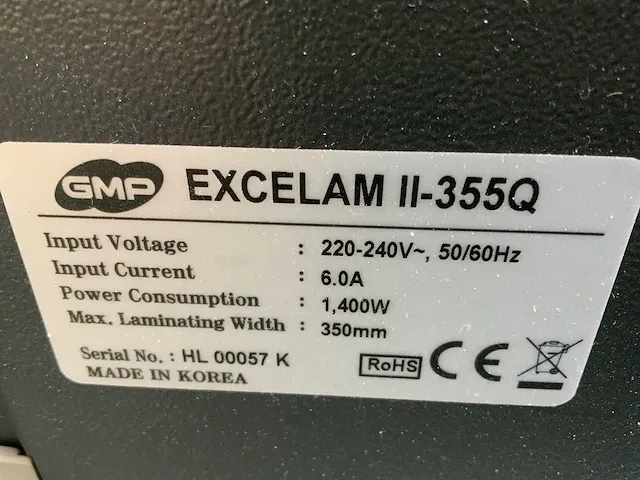 GMP EXCELAM II-355Q
Input Voltage : 220-240V~, 50/60Hz
Input Current : 6.0A
Power Consumption : 1,400W
Max. Laminating Width : 350mm
Serial No. : HL 00057 K
MADE IN KOREA
RoHS CE